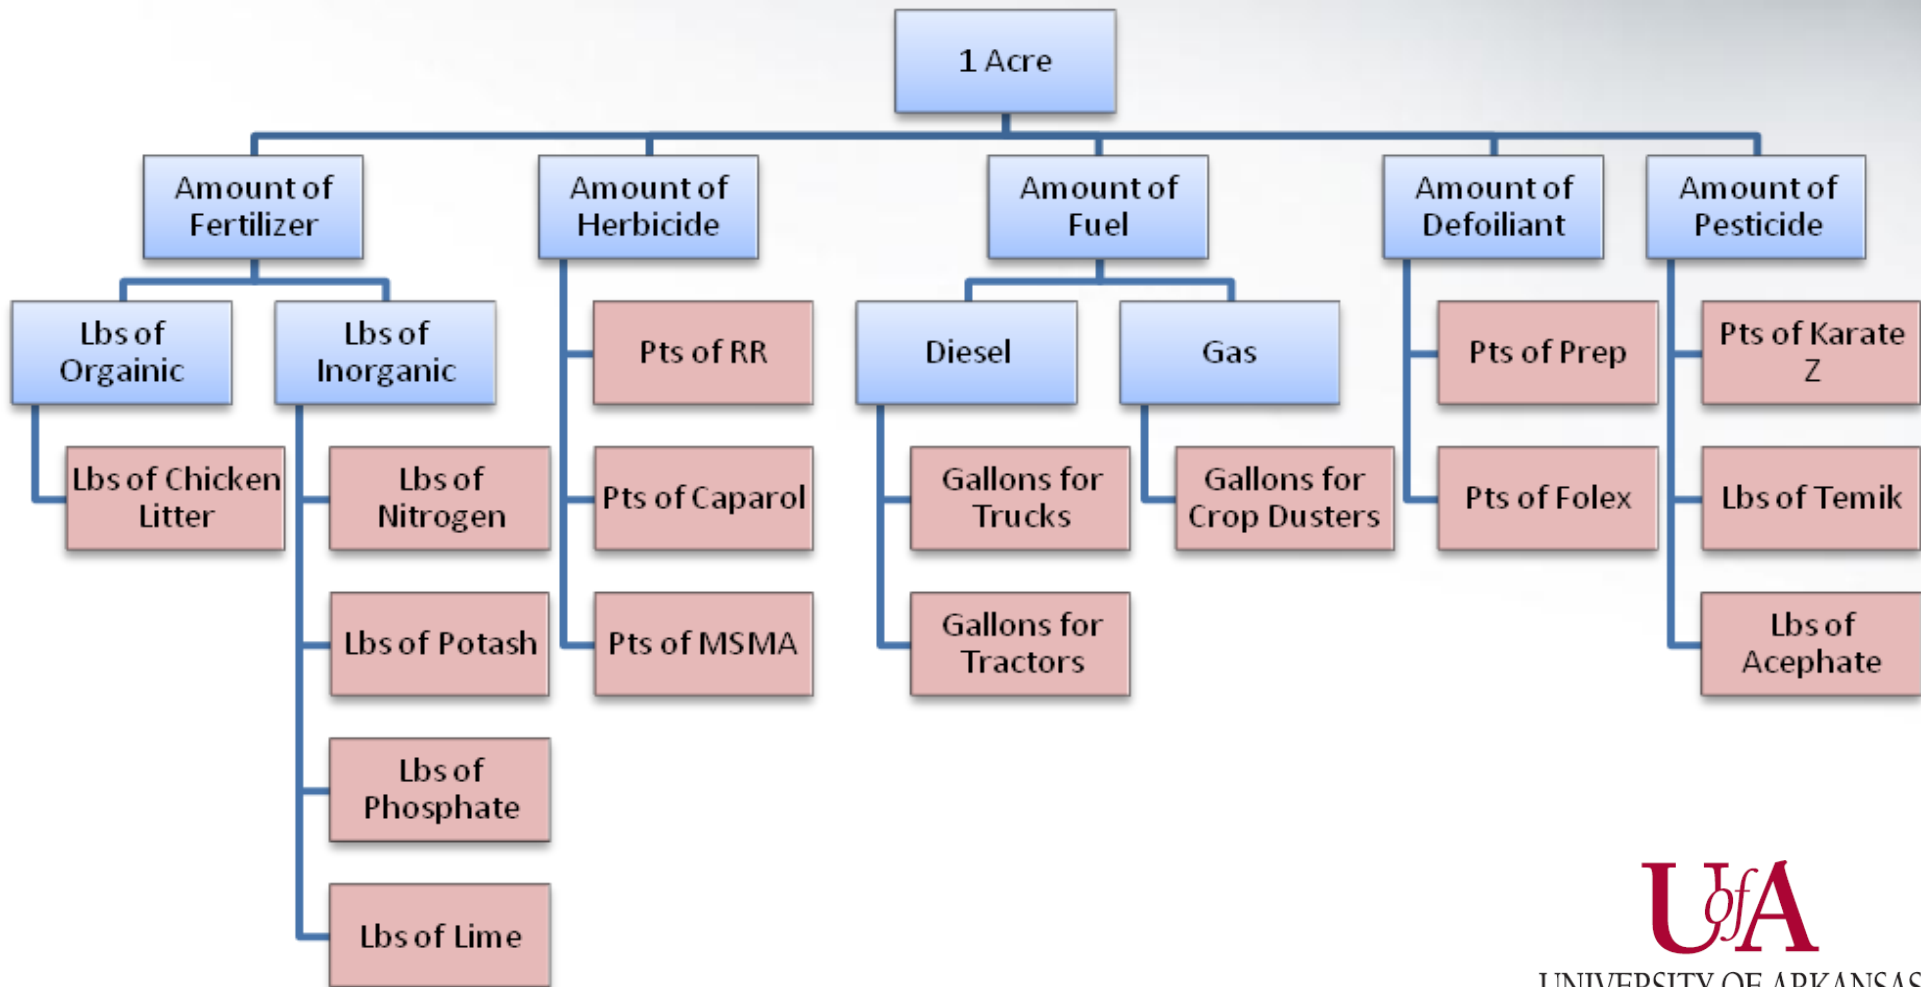 1 Acre
Amount of
Fertilizer
Amount of
Herbicide
Amount of
Fuel
Amount of
Defoiliant
Amount of
Pesticide
Lbs of
Orgainic
Lbs of
Inorganic
Pts of RR
Diesel
Gas
Pts of Prep
Pts of Karate
Z
Lbs of Chicken
Litter
Lbs of
Nitrogen
Pts of Caparol
Gallons for
Trucks
Gallons for
Crop Dusters
Pts of Folex
Lbs of Temik
Lbs of Potash
Pts of MSMA
Gallons for
Tractors
Lbs of
Acephate
Lbs of
Phosphate
Lbs of Lime
UofA
UNIVERSITY OF ARKANSAS